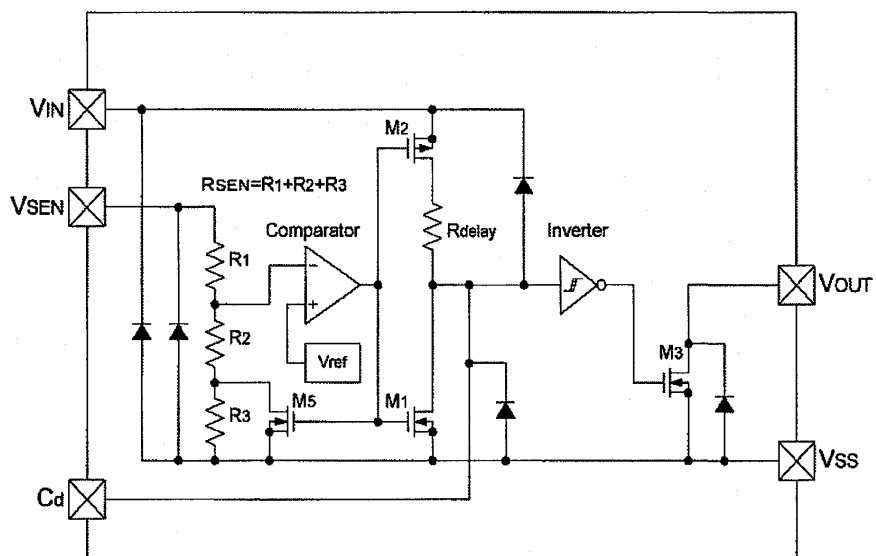 VIN
M2
RSEN=R1+R2+R3
VSEN
Comparator
Rdelay
Inverter
R1
−
+
VOUT
R2
Vref
M3
M5
M1
R3
VSS
Cd